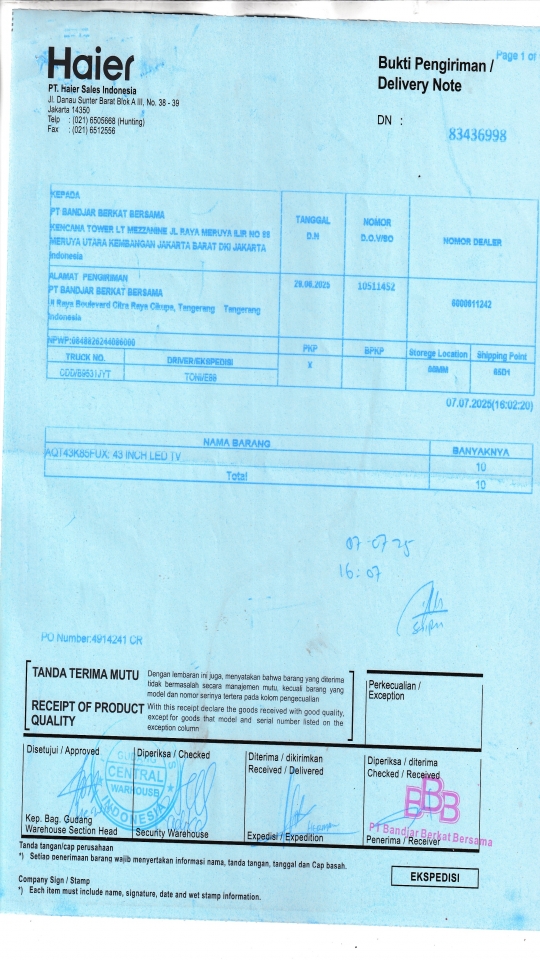 Haier
PT. Haier Sales Indonesia
Jl. Danau Sunter Barat Blok A III, No. 38 - 39
Jakarta 14350
Telp : (021) 6505668 (Hunting)
Fax : (021) 6512556
Page 1 of
Bukti Pengiriman /
Delivery Note
DN :
83436998
KEPADA
PT BANDJAR BERKAT BERSAMA
KENCANA TOWER LT MEZZANINE JL RAYA MERUYA ILIR NO 88
MERUYA UTARA KEMBANGAN JAKARTA BARAT DKI JAKARTA
Indonesia
TANGGAL
D.N
NOMOR
D.O.V/SO
NOMOR DEALER
ALAMAT PENGIRIMAN
PT BANDJAR BERKAT BERSAMA
Jl Raya Boulevard Citra Raya Cikupa, Tangerang Tangerang
Indonesia
28.06.2025
10511452
6000811242
NPWP:
TRUCK NO.
DRIVER/EKSPEDISI
PKP
BPKP
Storege Location
Shipping Point
CDD/B9531JYT
X
65D1
07.07.2025(16:02:20)
NAMA BARANG
BANYAKNYA
AQT43K85FUX: 43 INCH LED TV
10
Total
10
07-07-25
16:07
PO Number:4914241 CR
TANDA TERIMA MUTU
Dengan lembaran ini juga, menyatakan bahwa barang yang diterima
tidak bermasalah secara manajemen mutu, kecuali barang yang
model dan nomor serinya tertera pada kolom pengecualian
RECEIPT OF PRODUCT
QUALITY
With this receipt declare the goods received with good quality,
except for goods that model and serial number listed on the
exception column
Perkecualian /
Exception
Disetujui / Approved
Diperiksa / Checked
Diterima / dikirimkan
Received / Delivered
Diperiksa / diterima
Checked / Received
CENTRAL
WARHOUSE
INDONESIA
BBB
PT Bandjar Berkat Bersama
HERMAN
Kep. Bag. Gudang
Warehouse Section Head
Security Warehouse
Expedisi / Expedition
Penerima / Receiver
Tanda tangan/cap perusahaan
*) Setiao penerimaan barang wajib menyertakan informasi nama, tanda tangan, tanggal dan Cap basah.
Company Sign / Stamp
*) Each item must include name, signature, date and wet stamp information.
EKSPEDISI